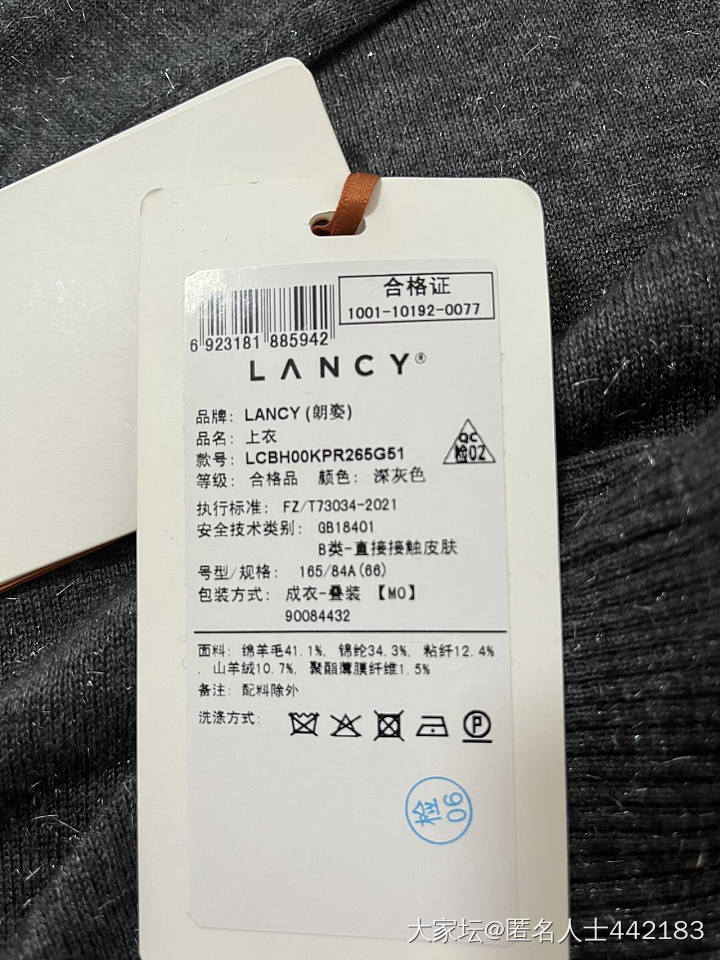 合格证
1001-10192-0077
6 923181 885942
LANCY®
品牌: LANCY (朗姿)
品名: 上衣
款号: LCBH00KPR265G51
QC
检02
等级: 合格品 颜色: 深灰色
执行标准: FZ/T73034-2021
安全技术类别: GB18401
B类-直接接触皮肤
号型/规格: 165/84A(66)
包装方式: 成衣-叠装 【MO】
90084432
面料: 绵羊毛41.1%, 锦纶34.3%, 粘纤12.4%
, 山羊绒10.7%, 聚酯薄膜纤维1.5%
备注: 配料除外
洗涤方式:
P
检
06
大家坛@匿名人士442183